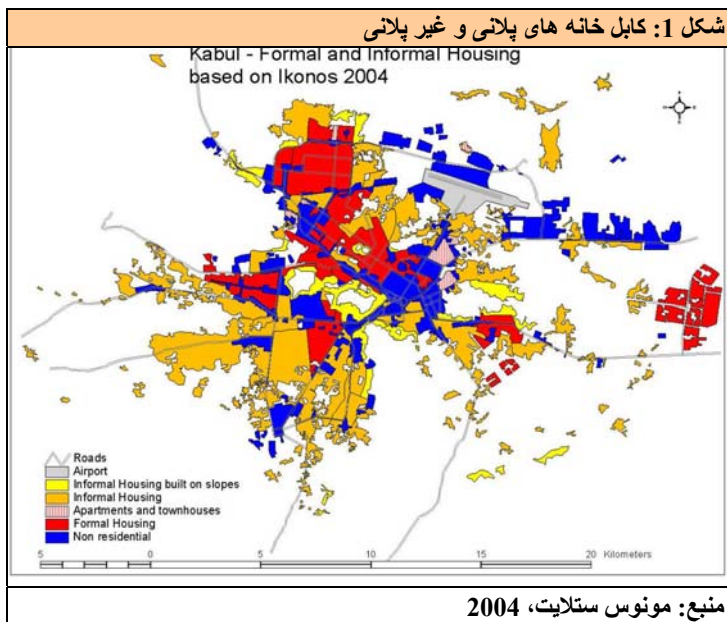 شكل 1: كابل خانه های پلانی و غیر پلانی
Kabul - Formal and Informal Housing
based on Ikonos 2004
Roads
Airport
Informal Housing built on slopes
Informal Housing
Apartments and townhouses
Formal Housing
Non residential
5 0 5 10 15 20 Kilometers
منبع: مونوس ستلایت، 2004